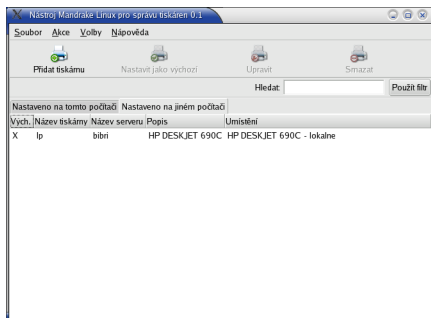 Nástroj Mandrake Linux pro správu tiskáren 0.1
Soubor Akce Volby Nápověda
Přidat tiskárnu Nastavit jako výchozí Upravit Smazat
Hledat: Použít filtr
Nastaveno na tomto počítači Nastaveno na jiném počítači
Vých. Název tiskárny Název serveru Popis Umístění
X lp bibri HP DESKJET 690C HP DESKJET 690C - lokalne